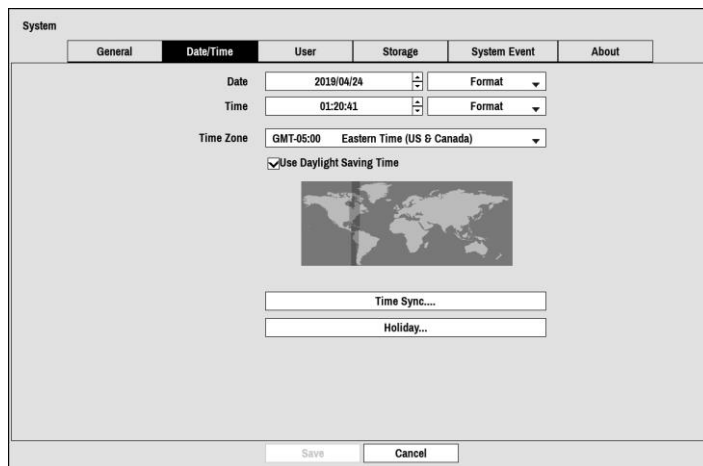 System
General Date/Time User Storage System Event About
Date 2019/04/24 Format
Time 01:20:41 Format
Time Zone GMT-05:00 Eastern Time (US & Canada)
Use Daylight Saving Time
Time Sync....
Holiday...
Save Cancel